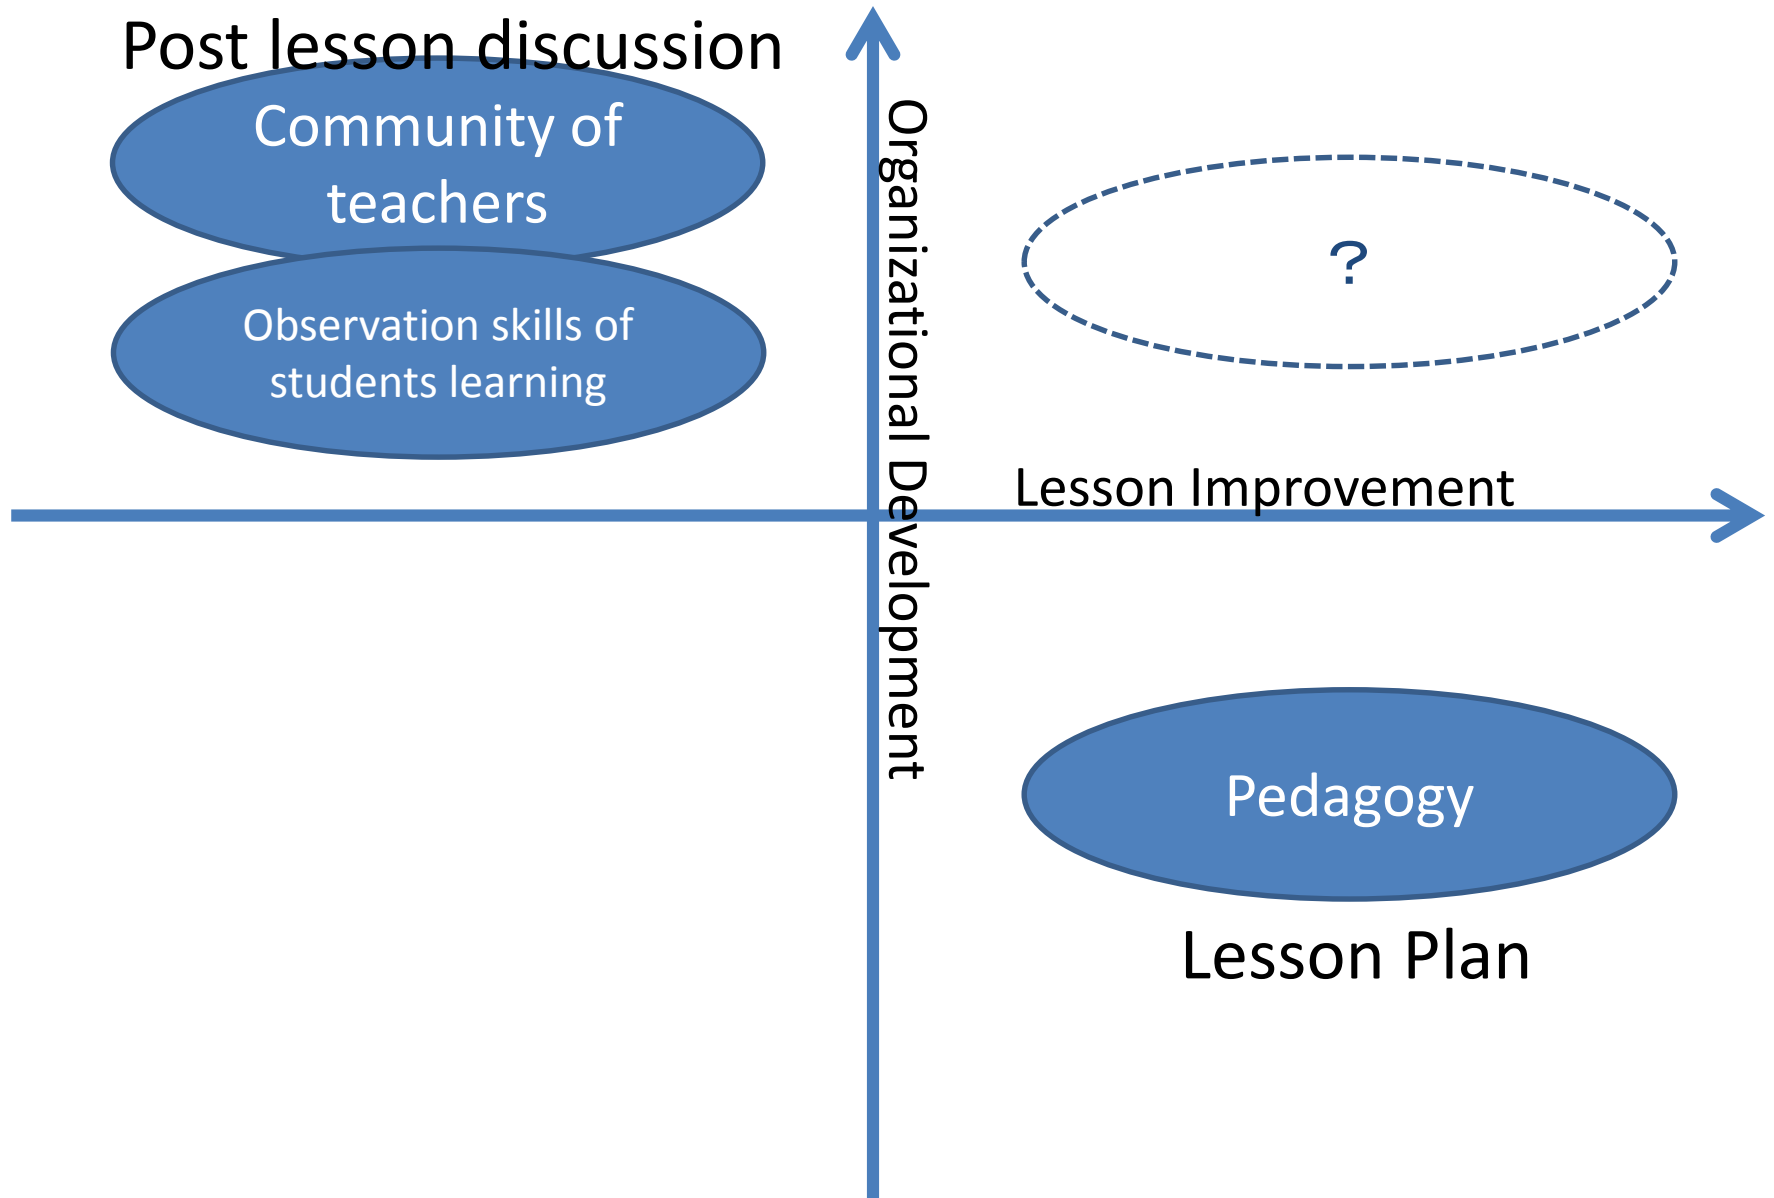 Post lesson discussion
Community of
teachers
Observation skills of
students learning
Organizational Development
?
Lesson Improvement
Pedagogy
Lesson Plan